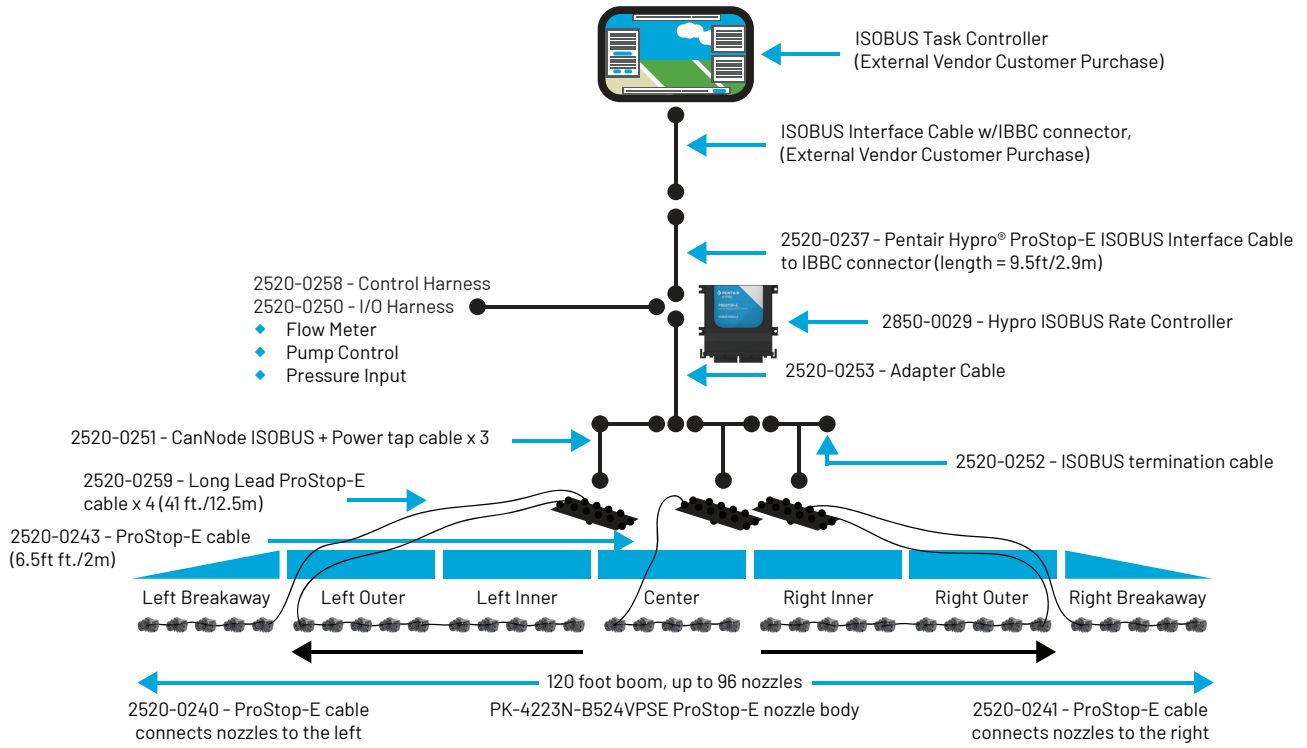 ISOBUS Task Controller
(External Vendor Customer Purchase)
ISOBUS Interface Cable w/IBBC connector,
(External Vendor Customer Purchase)
2520-0237 - Pentair Hypro® ProStop-E ISOBUS Interface Cable
to IBBC connector (length = 9.5ft/2.9m)
2520-0258 - Control Harness
2520-0250 - I/O Harness
Flow Meter
Pump Control
Pressure Input
PENTAIR
HYPRO
PROSTOP-E
2850-0029 - Hypro ISOBUS Rate Controller
2520-0253 - Adapter Cable
2520-0251 - CanNode ISOBUS + Power tap cable x 3
2520-0252 - ISOBUS termination cable
2520-0259 - Long Lead ProStop-E
cable x 4 (41 ft./12.5m)
2520-0243 - ProStop-E cable
(6.5ft ft./2m)
Left Breakaway
Left Outer
Left Inner
Center
Right Inner
Right Outer
Right Breakaway
120 foot boom, up to 96 nozzles
2520-0240 - ProStop-E cable
connects nozzles to the left
PK-4223N-B524VPSE ProStop-E nozzle body
2520-0241 - ProStop-E cable
connects nozzles to the right